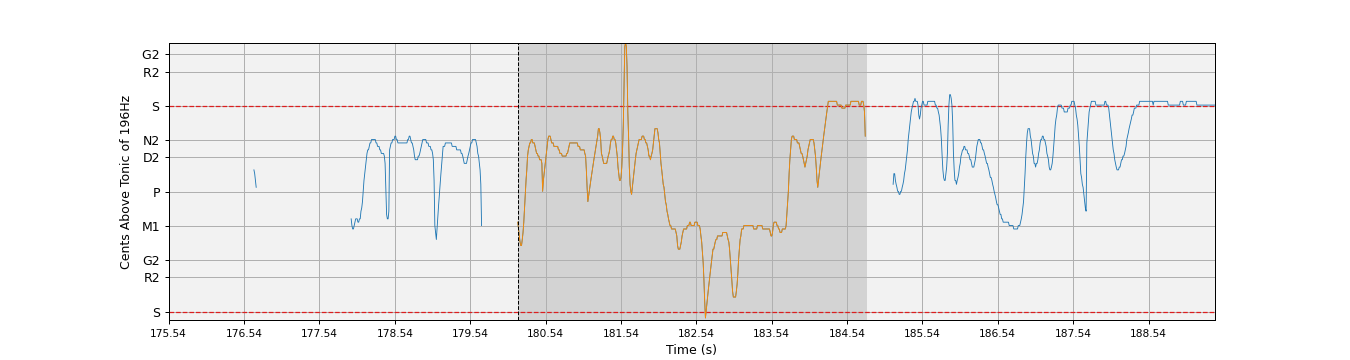 Cents Above Tonic of 196Hz
G2
R2
S
N2
D2
P
M1
G2
R2
S
175.54 176.54 177.54 178.54 179.54 180.54 181.54 182.54 183.54 184.54 185.54 186.54 187.54 188.54
Time (s)